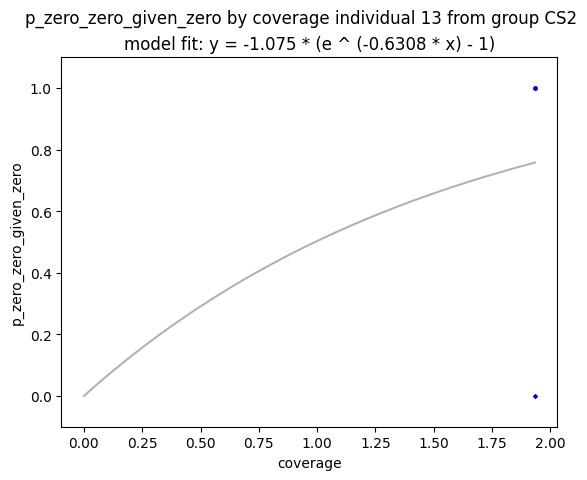 p_zero_zero_given_zero by coverage individual 13 from group CS2
model fit: y = -1.075 * (e ^ (-0.6308 * x) - 1)
p_zero_zero_given_zero
1.0
0.8
0.6
0.4
0.2
0.0
0.00 0.25 0.50 0.75 1.00 1.25 1.50 1.75 2.00
coverage